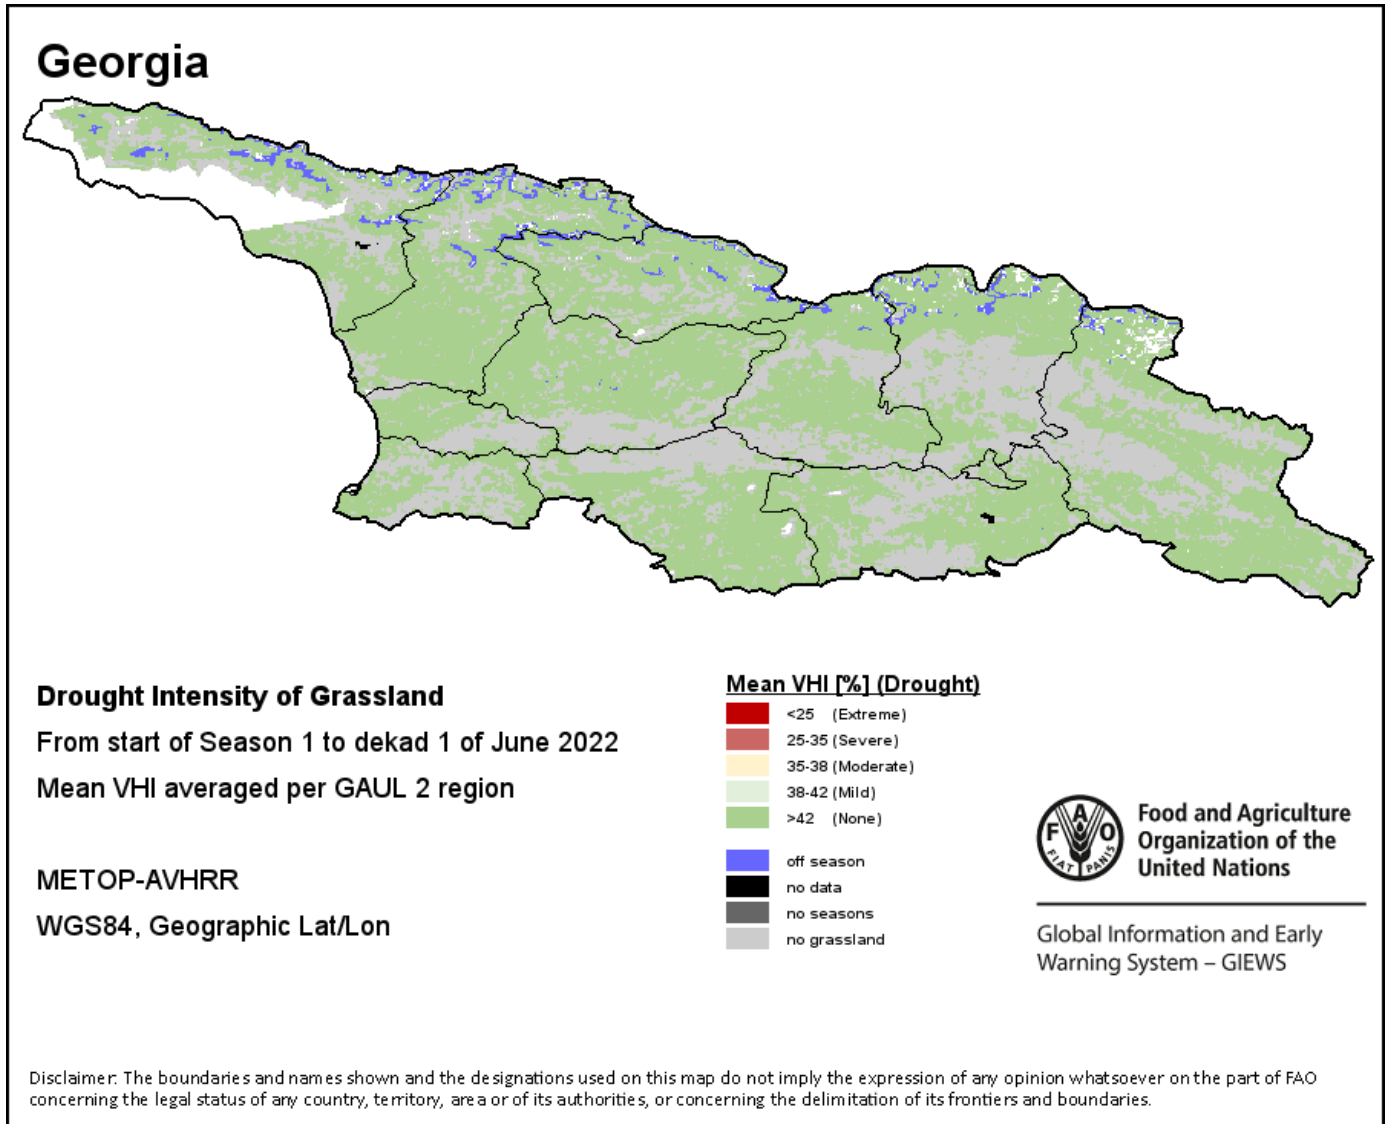 Georgia
Drought Intensity of Grassland
From start of Season 1 to dekad 1 of June 2022
Mean VHI averaged per GAUL 2 region
METOP-AVHRR
WGS84, Geographic Lat/Lon
Mean VHI [%] (Drought)
<25 (Extreme)
25-35 (Severe)
35-38 (Moderate)
38-42 (Mild)
>42 (None)
off season
no data
no seasons
no grassland
F A O
FIAT PANIS
Food and Agriculture
Organization of the
United Nations
Global Information and Early
Warning System – GIEWS
Disclaimer: The boundaries and names shown and the designations used on this map do not imply the expression of any opinion whatsoever on the part of FAO
concerning the legal status of any country, territory, area or of its authorities, or concerning the delimitation of its frontiers and boundaries.